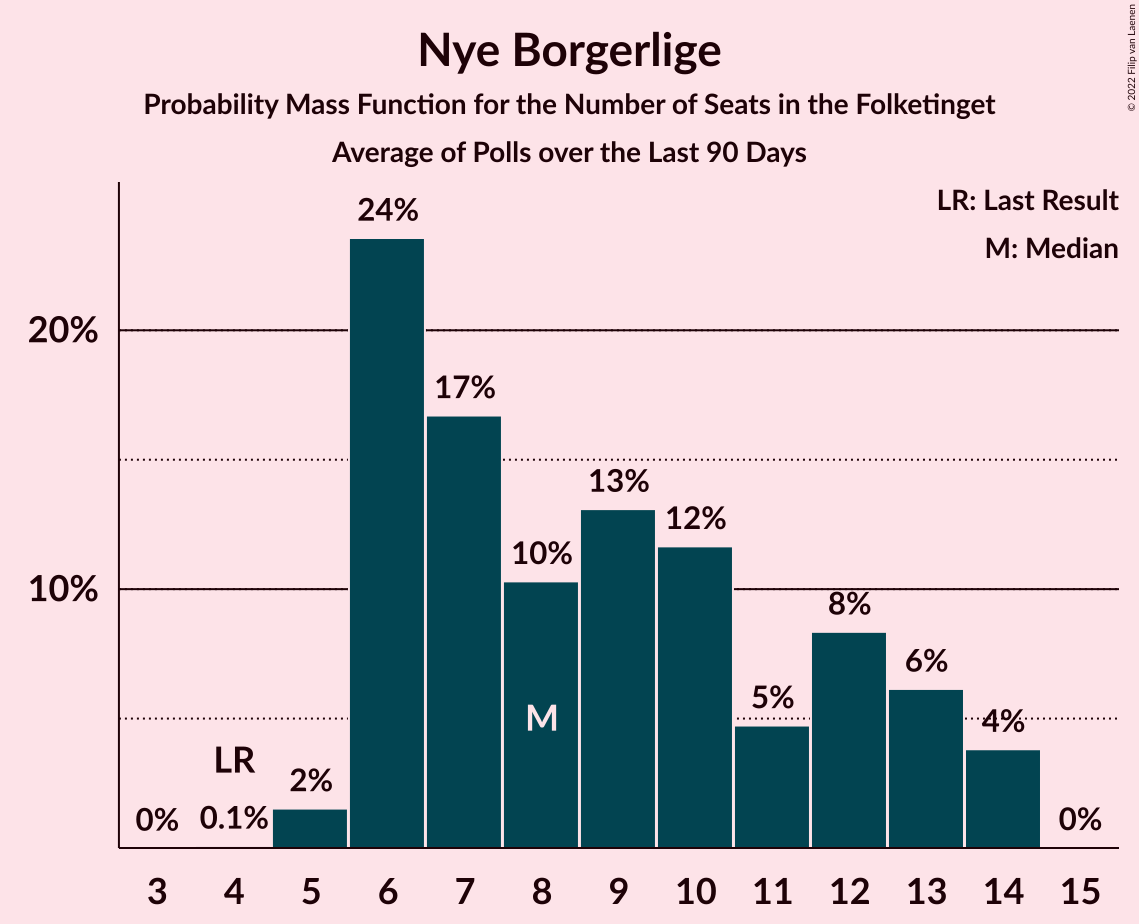 Nye Borgerlige
Probability Mass Function for the Number of Seats in the Folketinget
Average of Polls over the Last 90 Days
© 2022 Filip van Laenen
LR: Last Result
M: Median
20%
10%
0%
LR
0.1%
2%
24%
17%
10%
M
13%
12%
5%
8%
6%
4%
0%
3 4 5 6 7 8 9 10 11 12 13 14 15